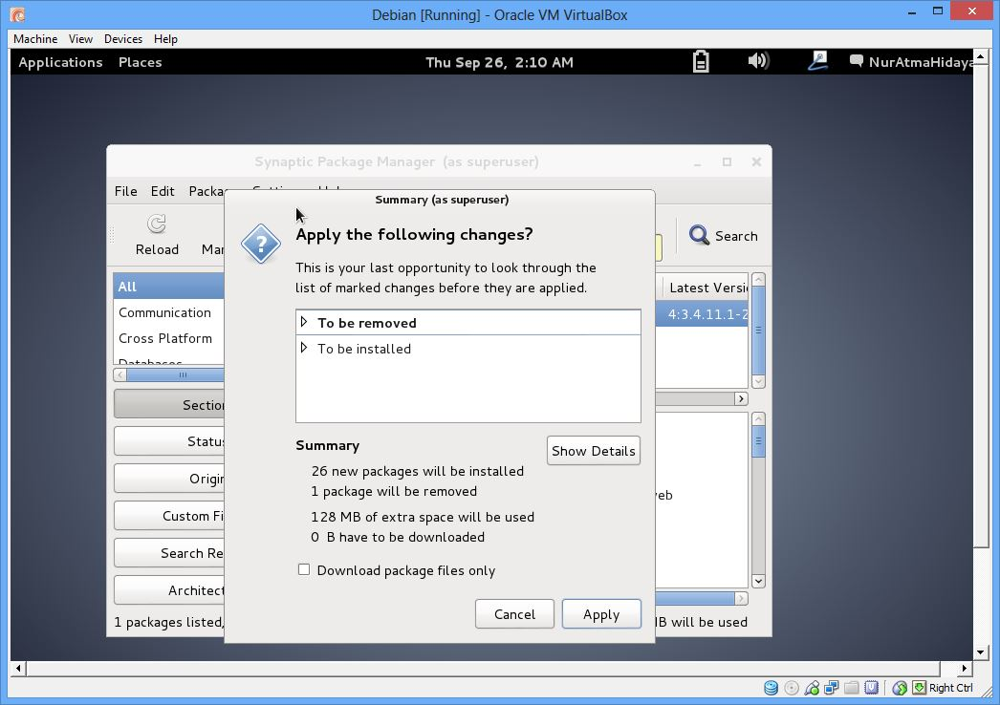 Debian [Running] - Oracle VM VirtualBox
Machine View Devices Help
Applications Places Thu Sep 26, 2:10 AM NurAtmaHidaya
Synaptic Package Manager (as superuser)
File Edit
Summary (as superuser)
Reload
Search
?
Apply the following changes?
This is your last opportunity to look through the
list of marked changes before they are applied.
All
Communication
Cross Platform
Latest Versi
4:3.4.11.1-2
To be removed
To be installed
Summary
Show Details
26 new packages will be installed
1 package will be removed
128 MB of extra space will be used
0 B have to be downloaded
Download package files only
Cancel Apply
Sectio
Statu
Origi
Custom Fi
Search Re
Architect
1 packages listed,
B will be used
Right Ctrl